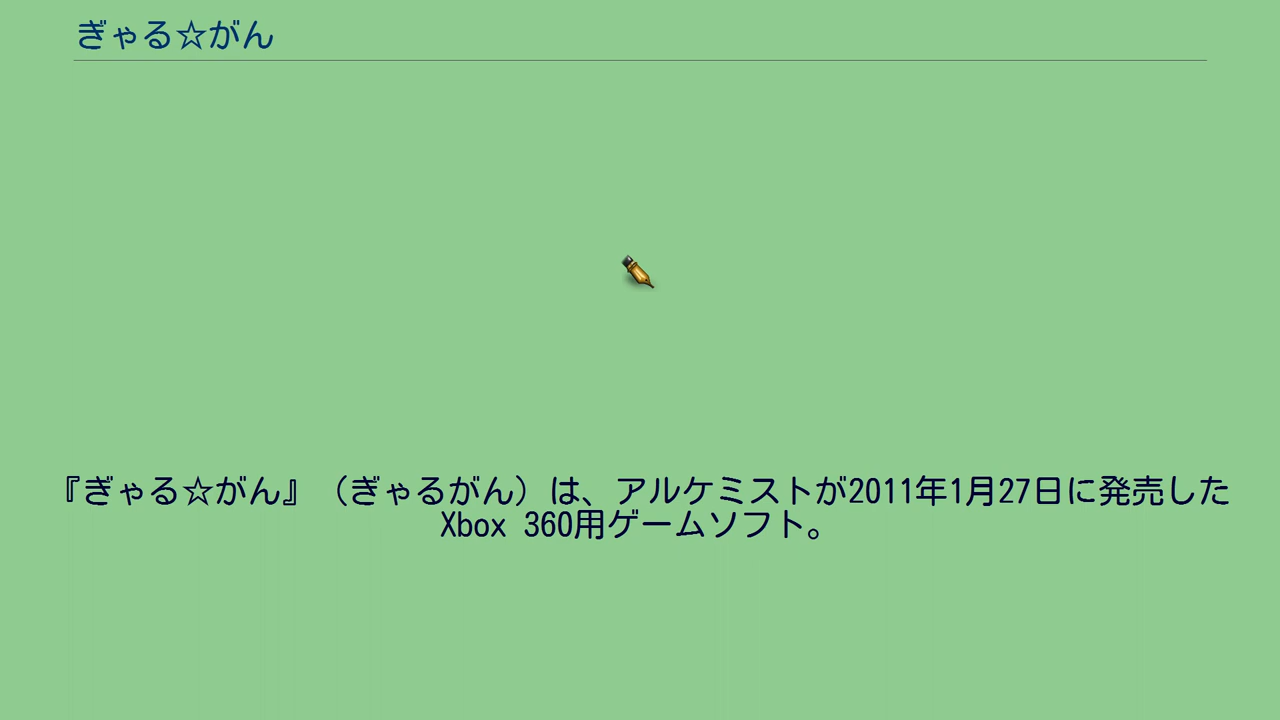 ぎゃる☆がん
『ぎゃる☆がん』（ぎゃるがん）は、アルケミストが2011年1月27日に発売した
Xbox 360用ゲームソフト。